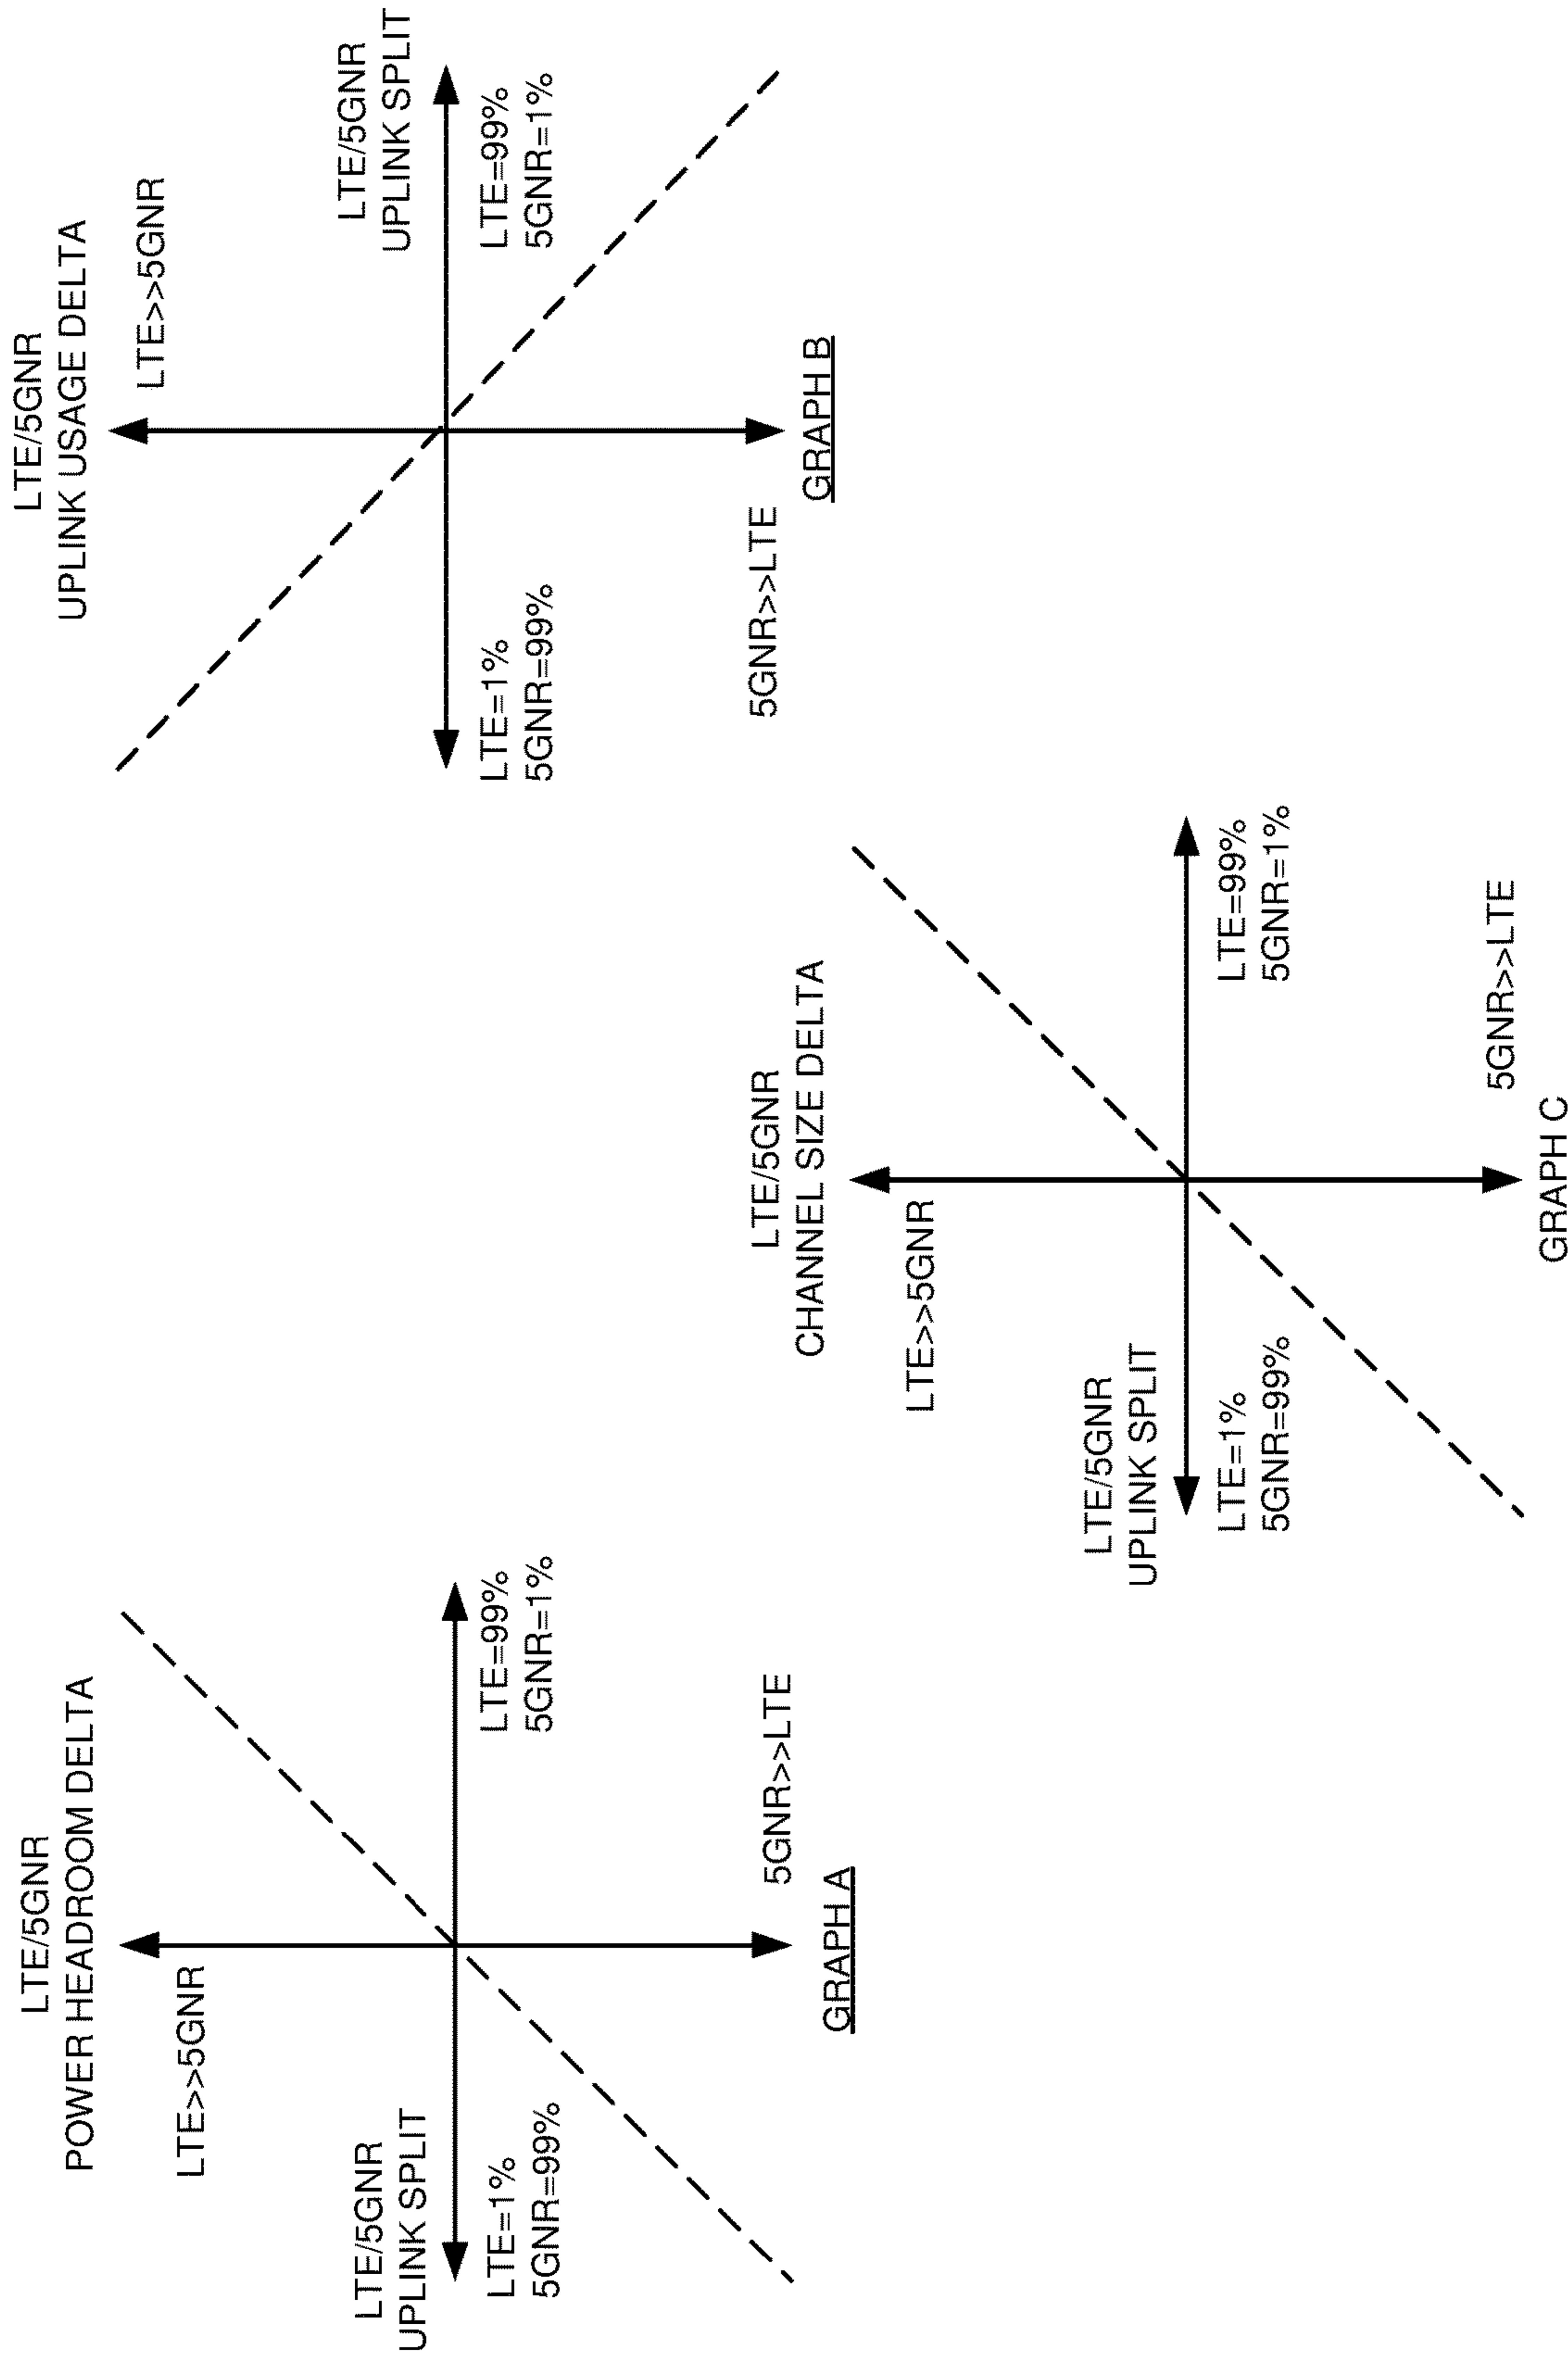 LTE/5GNR
POWER HEADROOM DELTA
LTE>>5GNR
LTE/5GNR
UPLINK SPLIT
LTE=1%
5GNR=99%
LTE=99%
5GNR=1%
5GNR>>LTE
GRAPH A
LTE/5GNR
CHANNEL SIZE DELTA
LTE>>5GNR
LTE/5GNR
UPLINK SPLIT
LTE=1%
5GNR=99%
LTE=99%
5GNR=1%
5GNR>>LTE
GRAPH C
LTE/5GNR
UPLINK USAGE DELTA
LTE>>5GNR
LTE/5GNR
UPLINK SPLIT
LTE=1%
5GNR=99%
LTE=99%
5GNR=1%
5GNR>>LTE
GRAPH B